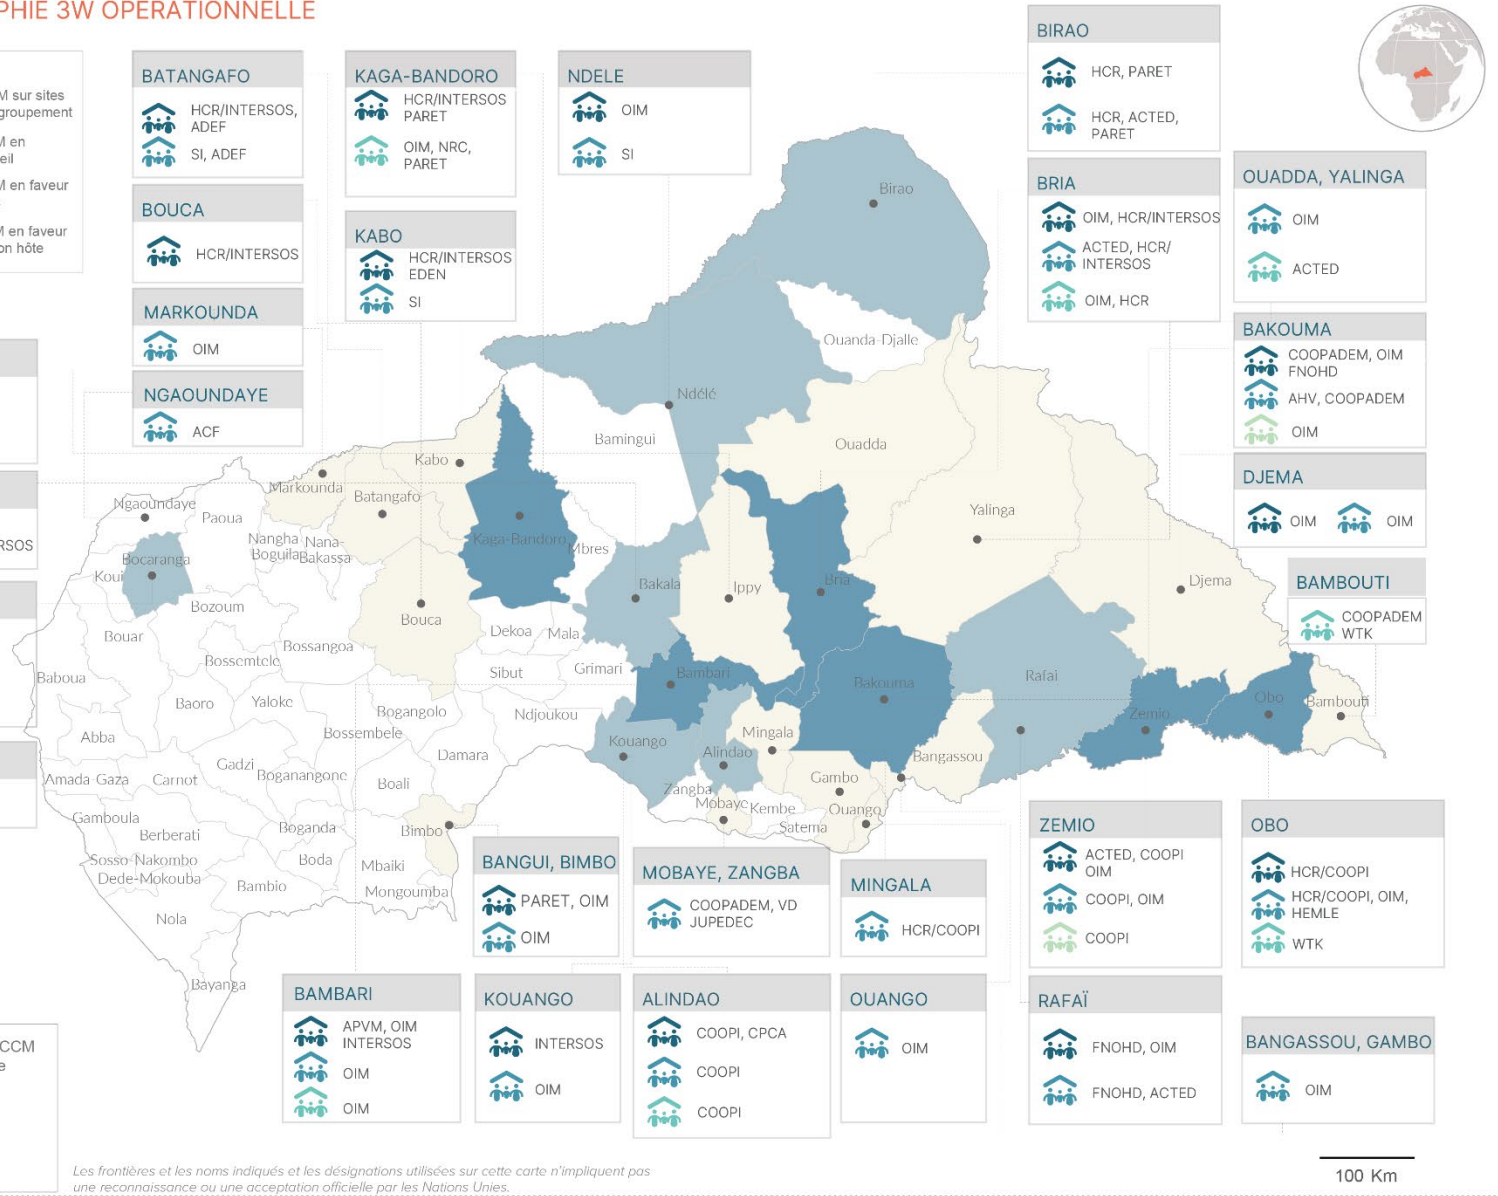 PHIE 3W OPERATIONNELLE
M sur sites
groupement
M en
eil
M en faveur
M en faveur
on hôte
RSOS
CCM
e
BATANGAFO
HCR/INTERSOS,
ADEF
SI, ADEF
BOUCA
HCR/INTERSOS
MARKOUNDA
OIM
NGAOUNDAYE
ACF
KAGA-BANDORO
HCR/INTERSOS
PARET
OIM, NRC,
PARET
KABO
HCR/INTERSOS
EDEN
SI
NDELE
OIM
SI
BIRAO
HCR, PARET
HCR, ACTED,
PARET
BRIA
OIM, HCR/INTERSOS
ACTED, HCR/
INTERSOS
OIM, HCR
OUADDA, YALINGA
OIM
ACTED
BAKOUMA
COOPADEM, OIM
FNOHD
AHV, COOPADEM
OIM
DJEMA
OIM OIM
BAMBOUTI
COOPADEM
WTK
Birao
Ouanda-Djalle
Ndélé
Bamingui
Ouadda
Kabo
Markounda
Batangafo
Ngaoundaye
Paoua
Yalinga
Nangha
Boguila
Nana-
Bakassa
Kaga-Bandoro
Mbres
Bocaranga
Koui
Bakala
Ippy
Bria
Djema
Bozoum
Bouca
Bouar
Bossangoa
Dekoa
Mala
Bossemtele
Sibut
Grimari
Bambari
Bakouma
Rafai
Baboua
Baoro
Yaloke
Bogangolo
Ndjoukou
Obo
Bambouti
Zemio
Abba
Bossembele
Kouango
Mingala
Damara
Alindao
Bangassou
Amada-Gaza
Carnot
Gadzi
Boganangone
Boali
Gambo
Zangba
Mobaye
Kembe
Ouango
Satema
Gamboula
Berberati
Boganda
Bimbo
Sosso-Nakombo
Dede-Mokouba
Boda
Mbaiki
Bambio
Mongoumba
Nola
Bayanga
BANGUI, BIMBO
PARET, OIM
OIM
MOBAYE, ZANGBA
COOPADEM, VD
JUPEDEC
MINGALA
HCR/COOPI
ZEMIO
ACTED, COOPI
OIM
COOPI, OIM
COOPI
OBO
HCR/COOPI
HCR/COOPI, OIM,
HEMLE
WTK
BAMBARI
APVM, OIM
INTERSOS
OIM
OIM
KOUANGO
INTERSOS
OIM
ALINDAO
COOPI, CPCA
COOPI
COOPI
OUANGO
OIM
RAFAÏ
FNOHD, OIM
FNOHD, ACTED
BANGASSOU, GAMBO
OIM
100 Km
Les frontières et les noms indiqués et les désignations utilisées sur cette carte n'impliquent pas
une reconnaissance ou une acceptation officielle par les Nations Unies.